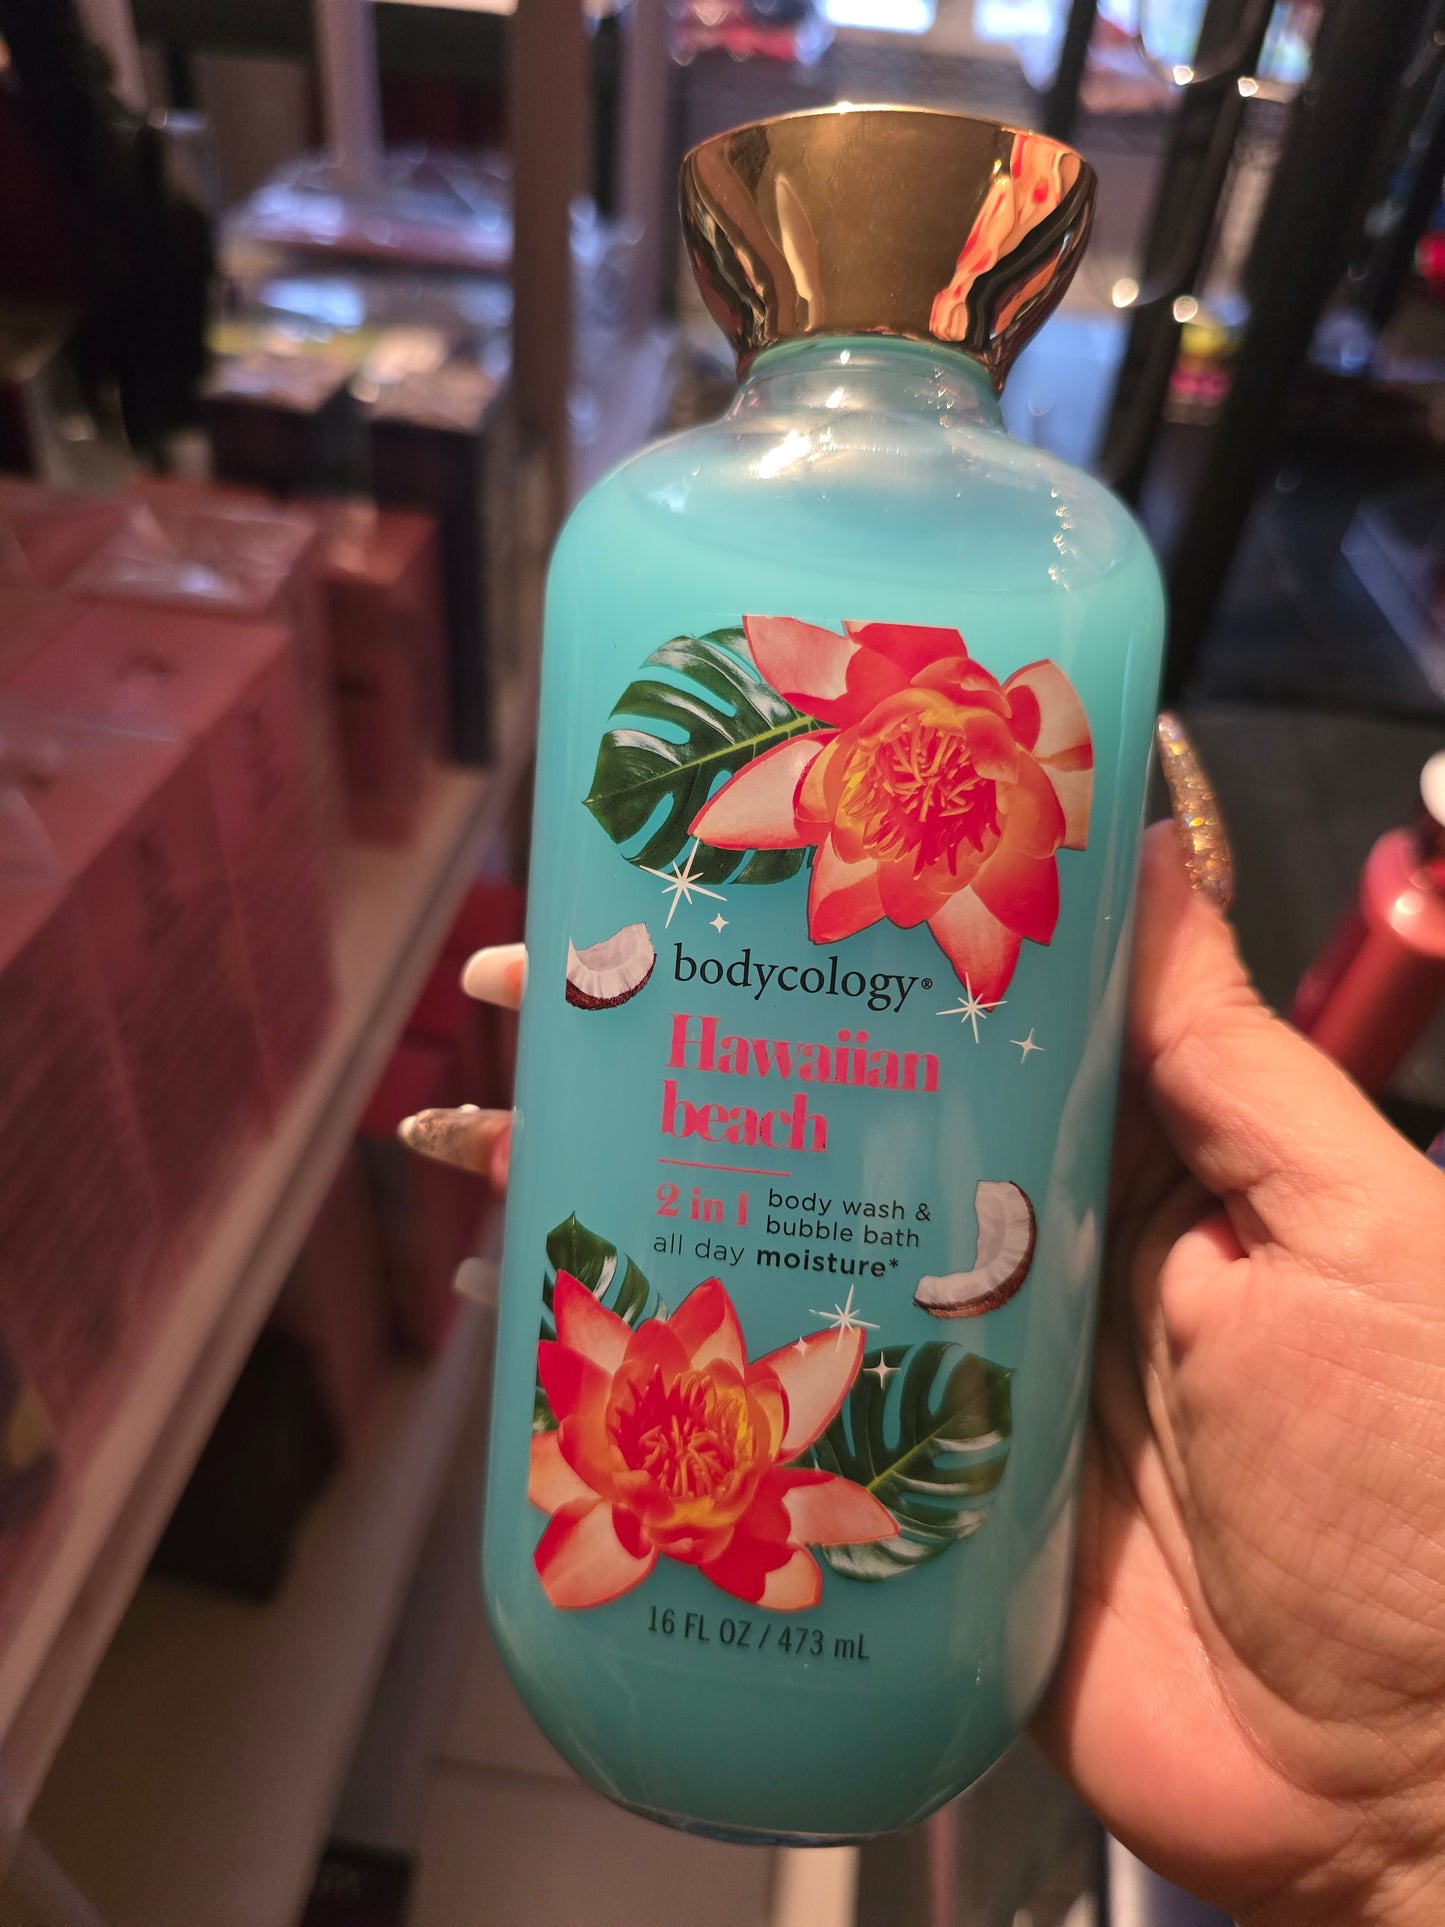 bodycology®
Hawaiian
beach
2 in 1 body wash &
bubble bath
all day moisture*
16 FL OZ / 473 mL